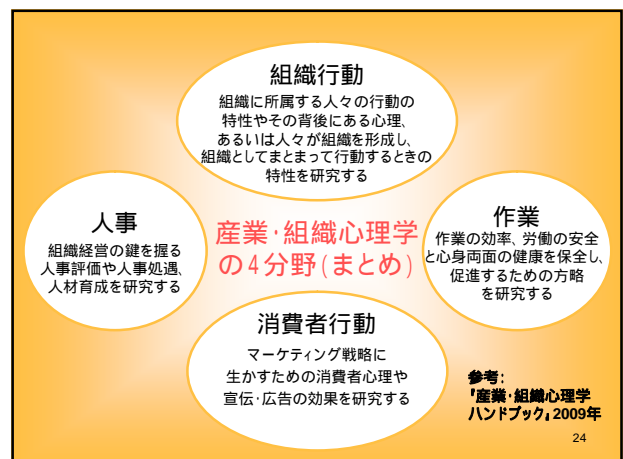 組織行動
組織に所属する人々の行動の
特性やその背後にある心理、
あるいは人々が組織を形成し、
組織としてまとまって行動するときの
特性を研究する
人事
組織経営の鍵を握る
人事評価や人事処遇、
人材育成を研究する
産業・組織心理学
の4分野(まとめ)
作業
作業の効率、労働の安全
と心身両面の健康を保全し、
促進するための方略
を研究する
消費者行動
マーケティング戦略に
生かすための消費者心理や
宣伝・広告の効果を研究する
参考:
『産業・組織心理学
ハンドブック』2009年
24